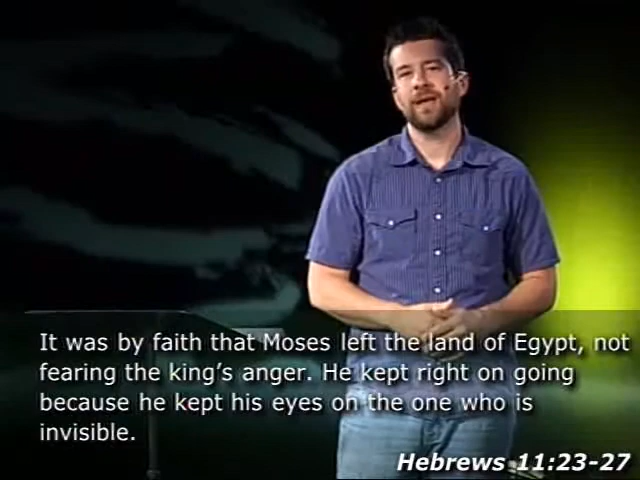 It was by faith that Moses left the land of Egypt, not
fearing the king's anger. He kept right on going
because he kept his eyes on the one who is
invisible.
Hebrews 11:23-27